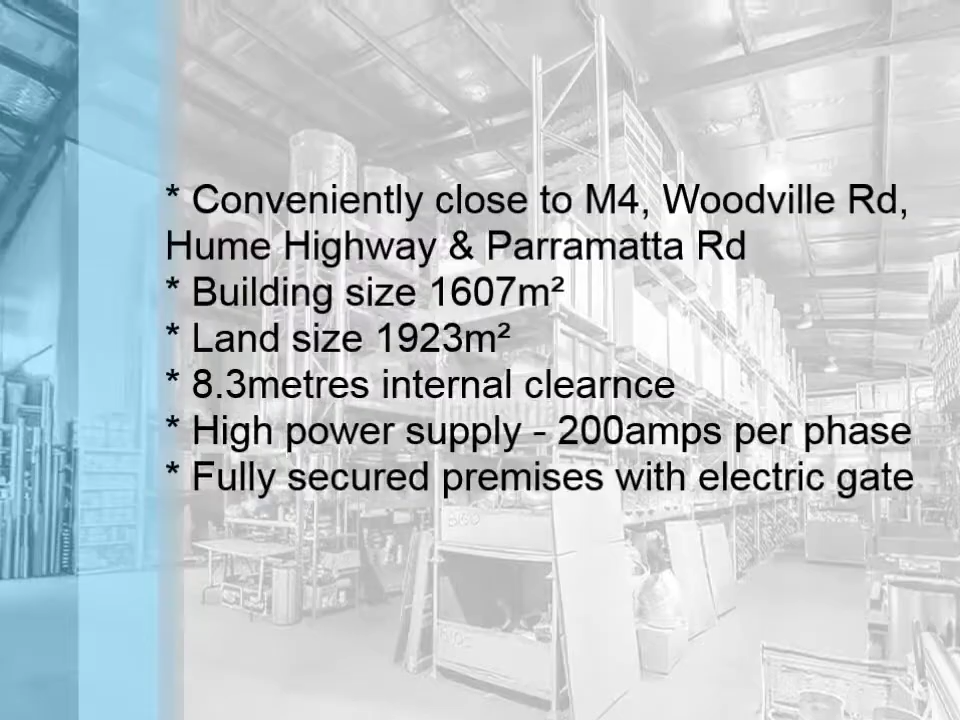 * Conveniently close to M4, Woodville Rd,
Hume Highway & Parramatta Rd
* Building size 1607m²
* Land size 1923m²
* 8.3metres internal clearnce
* High power supply - 200amps per phase
* Fully secured premises with electric gate